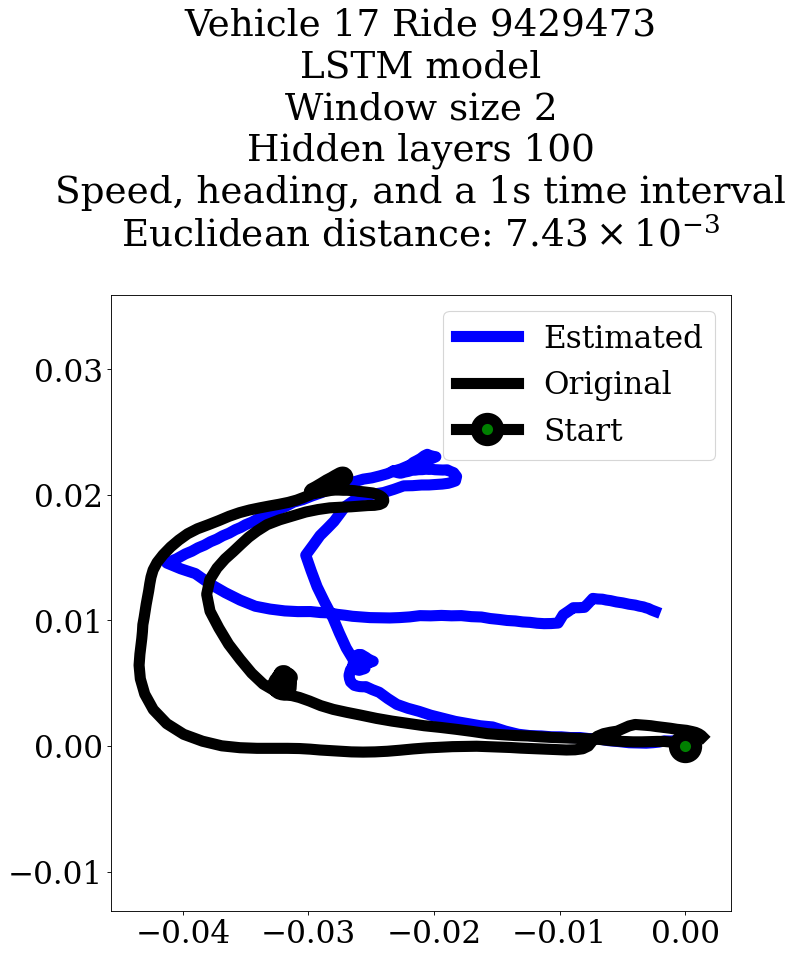 Vehicle 17 Ride 9429473
LSTM model
Window size 2
Hidden layers 100
Speed, heading, and a 1s time interval
Euclidean distance: 7.43 × 10⁻³
Estimated
Original
Start
0.03
0.02
0.01
0.00
−0.01
−0.04 −0.03 −0.02 −0.01 0.00